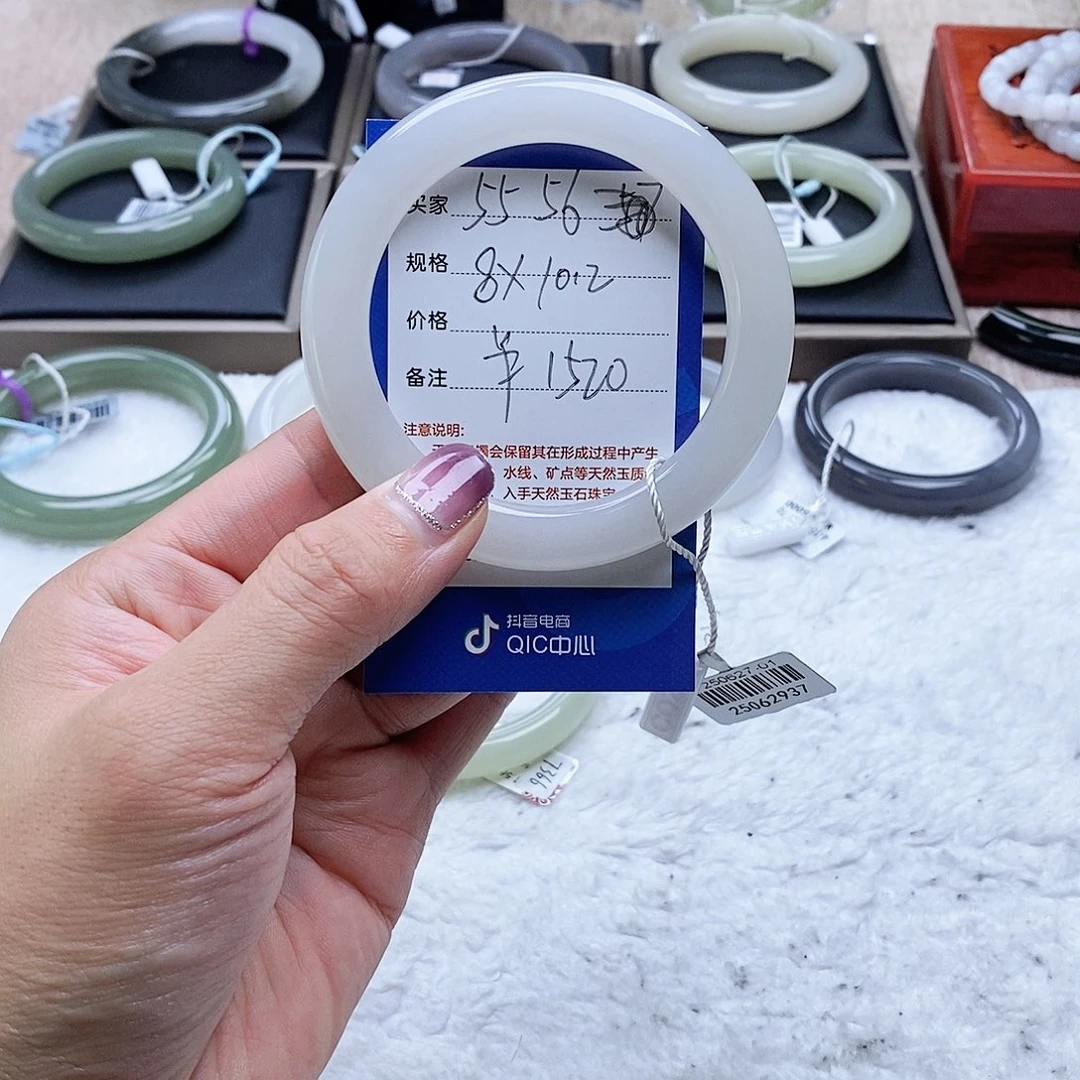 买家 55 56
规格 8×10.2
价格
备注 ¥ 1520
注意说明:
会保留其在形成过程中产生
水线、矿点等天然玉质
入手天然玉石珠宝
抖音电商
QIC中心
250627-01
25062937
7366